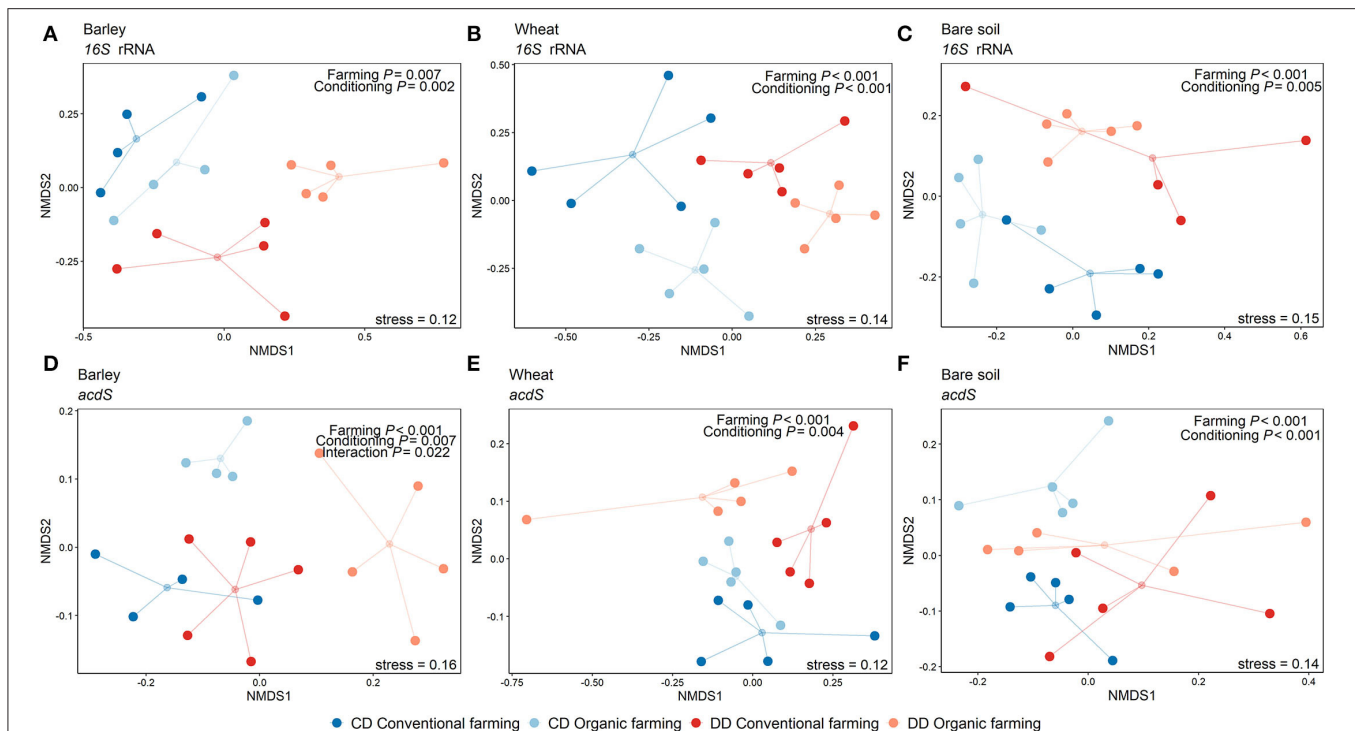 A
Barley
16S rRNA
Farming P = 0.007
Conditioning P = 0.002
0.25
0.00
-0.25
NMDS2
-0.5
0.0
0.5
NMDS1
stress = 0.12
B
Wheat
16S rRNA
Farming P < 0.001
Conditioning P < 0.001
0.50
0.25
0.00
-0.25
NMDS2
-0.50
-0.25
0.00
0.25
NMDS1
stress = 0.14
C
Bare soil
16S rRNA
Farming P < 0.001
Conditioning P = 0.005
0.2
0.0
-0.2
NMDS2
-0.2
0.0
0.2
0.4
0.6
NMDS1
stress = 0.15
D
Barley
acdS
Farming P < 0.001
Conditioning P = 0.007
Interaction P = 0.022
0.2
0.1
0.0
-0.1
NMDS2
-0.2
0.0
0.2
NMDS1
stress = 0.16
E
Wheat
acdS
Farming P < 0.001
Conditioning P = 0.004
0.2
0.1
0.0
-0.1
NMDS2
-0.75
-0.50
-0.25
0.00
0.25
NMDS1
stress = 0.12
F
Bare soil
acdS
Farming P < 0.001
Conditioning P < 0.001
0.2
0.1
0.0
-0.1
-0.2
NMDS2
-0.2
0.0
0.2
0.4
NMDS1
stress = 0.14
CD Conventional farming CD Organic farming DD Conventional farming DD Organic farming